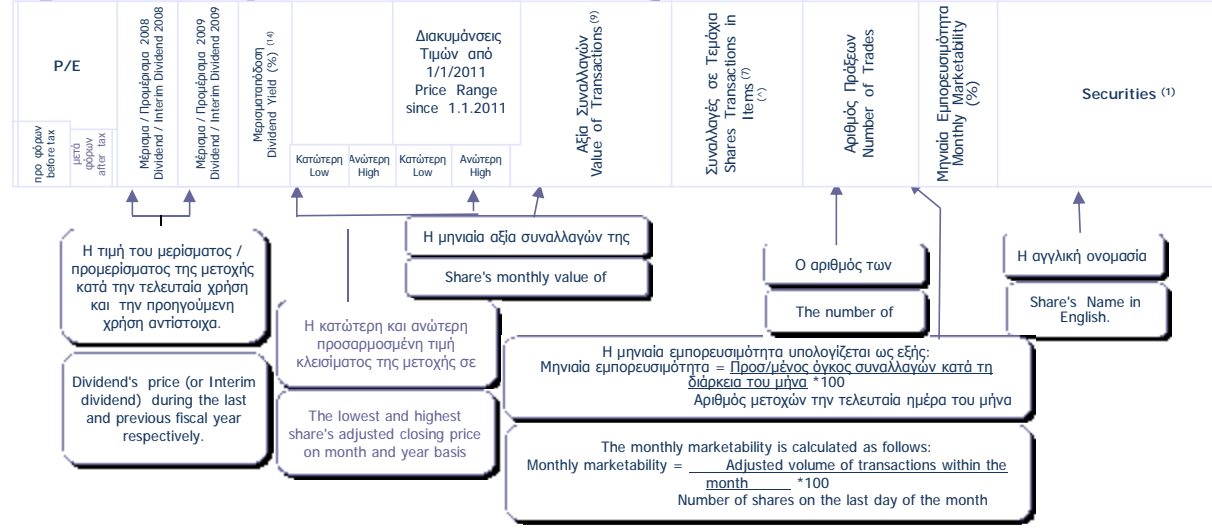 P/E
προ φόρων
before tax
μετά
φόρων
after tax
Μέρισμα / Προμέρισμα 2008
Dividend / Interim Dividend 2008
Μέρισμα / Προμέρισμα 2009
Dividend / Interim Dividend 2009
Μερισματαπόδοση
Dividend Yield (%) (14)
Κατώτερη
Low
Ανώτερη
High
Διακυμάνσεις
Τιμών από
1/1/2011
Price Range
since 1.1.2011
Κατώτερη
Low
Ανώτερη
High
Αξία Συναλλαγών
Value of Transactions (9)
Συναλλαγές σε Τεμάχια
Shares Transactions in
Items (7)
(^)
Αριθμός Πράξεων
Number of Trades
Μηνιαία Εμπορευσιμότητα
Monthly Marketability
(%)
Securities (1)
Η τιμή του μερίσματος /
προμερίσματος της μετοχής
κατά την τελευταία χρήση
και την προηγούμενη
χρήση αντίστοιχα.
Dividend's price (or Interim
dividend) during the last
and previous fiscal year
respectively.
Η κατώτερη και ανώτερη
προσαρμοσμένη τιμή
κλεισίματος της μετοχής σε
The lowest and highest
share's adjusted closing price
on month and year basis
Η μηνιαία αξία συναλλαγών της
Share's monthly value of
Ο αριθμός των
The number of
Η αγγλική ονομασία
Share's Name in
English.
Η μηνιαία εμπορευσιμότητα υπολογίζεται ως εξής:
Μηνιαία εμπορευσιμότητα = Προσ/μένος όγκος συναλλαγών κατά τη
διάρκεια του μήνα *100
Αριθμός μετοχών την τελευταία ημέρα του μήνα
The monthly marketability is calculated as follows:
Monthly marketability = Adjusted volume of transactions within the
month *100
Number of shares on the last day of the month